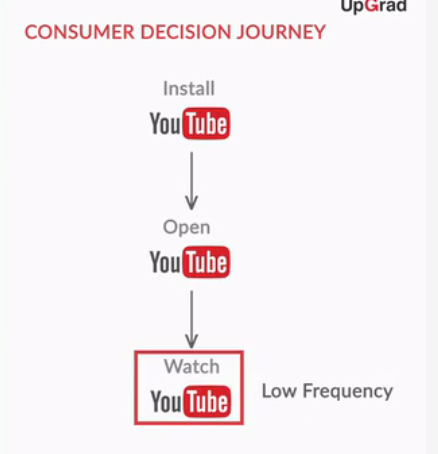 UpGrad
CONSUMER DECISION JOURNEY
Install
YouTube
Open
YouTube
Watch
YouTube
Low Frequency